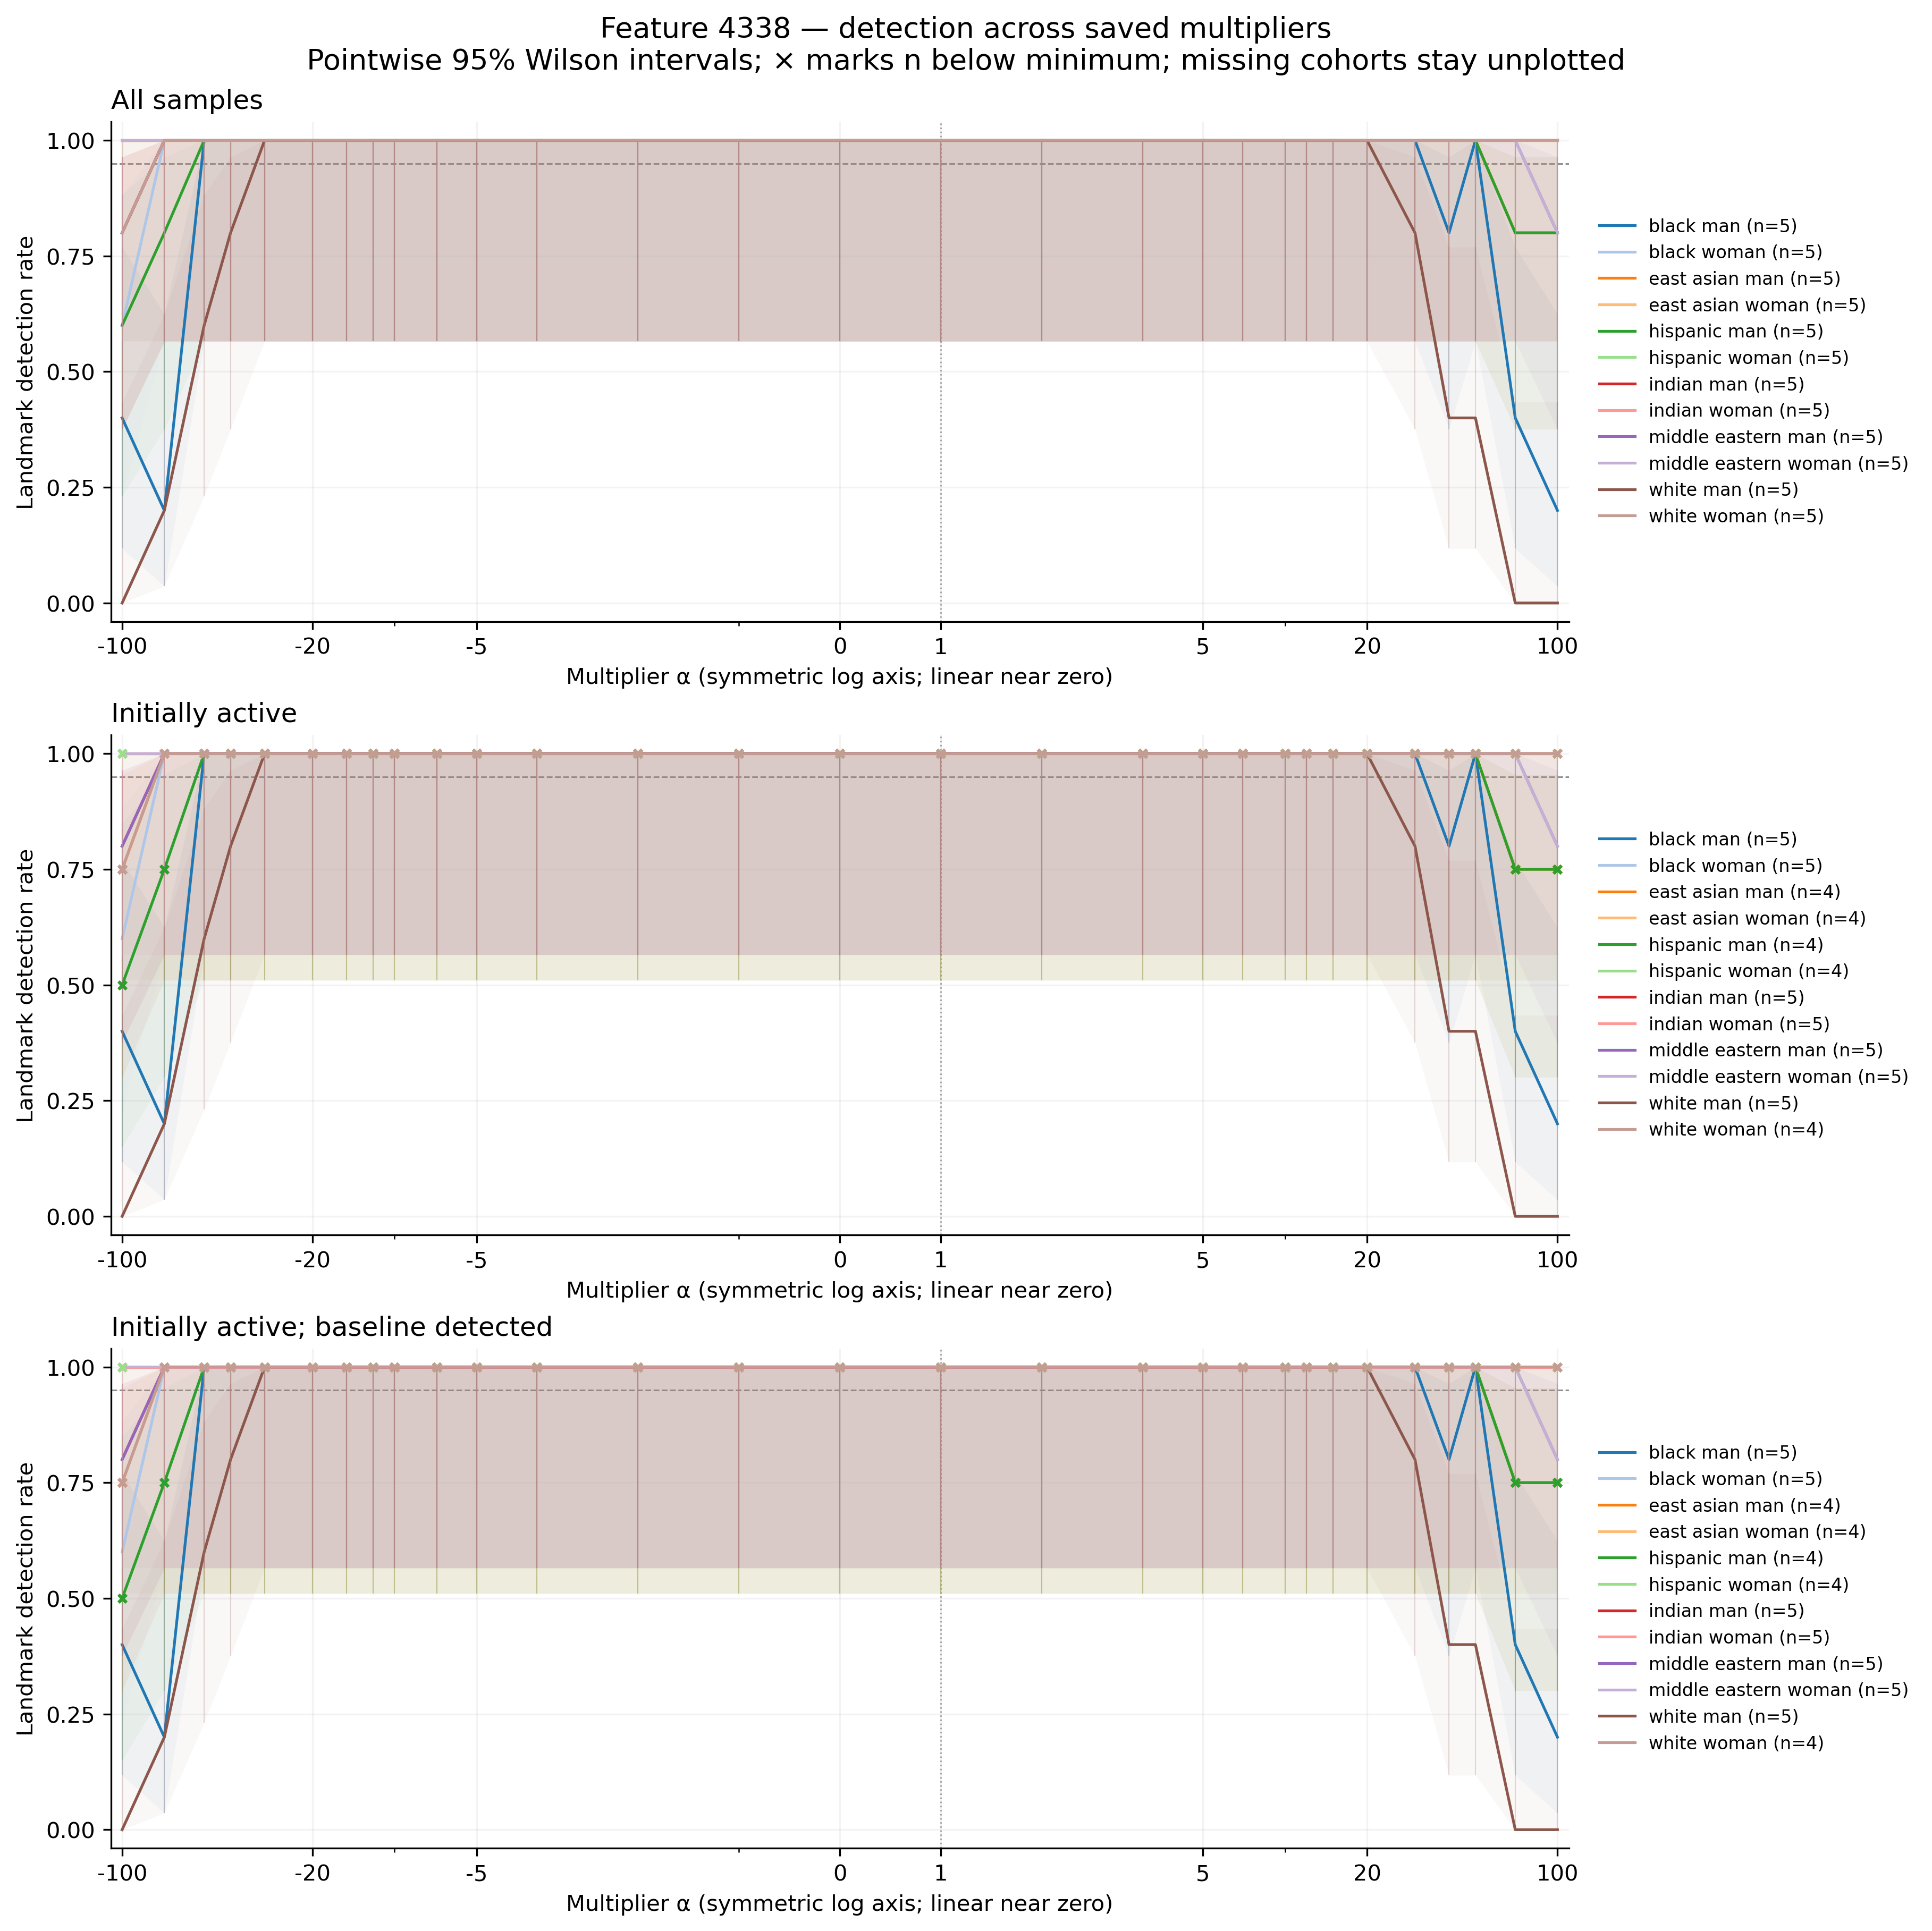 Feature 4338 — detection across saved multipliers
Pointwise 95% Wilson intervals; × marks n below minimum; missing cohorts stay unplotted
All samples
Landmark detection rate
1.00
0.75
0.50
0.25
0.00
-100
-20
-5
0
1
5
20
100
Multiplier α (symmetric log axis; linear near zero)
black man (n=5)
black woman (n=5)
east asian man (n=5)
east asian woman (n=5)
hispanic man (n=5)
hispanic woman (n=5)
indian man (n=5)
indian woman (n=5)
middle eastern man (n=5)
middle eastern woman (n=5)
white man (n=5)
white woman (n=5)
Initially active
Landmark detection rate
1.00
0.75
0.50
0.25
0.00
-100
-20
-5
0
1
5
20
100
Multiplier α (symmetric log axis; linear near zero)
black man (n=5)
black woman (n=5)
east asian man (n=4)
east asian woman (n=4)
hispanic man (n=4)
hispanic woman (n=4)
indian man (n=5)
indian woman (n=5)
middle eastern man (n=5)
middle eastern woman (n=5)
white man (n=5)
white woman (n=4)
Initially active; baseline detected
Landmark detection rate
1.00
0.75
0.50
0.25
0.00
-100
-20
-5
0
1
5
20
100
Multiplier α (symmetric log axis; linear near zero)
black man (n=5)
black woman (n=5)
east asian man (n=4)
east asian woman (n=4)
hispanic man (n=4)
hispanic woman (n=4)
indian man (n=5)
indian woman (n=5)
middle eastern man (n=5)
middle eastern woman (n=5)
white man (n=5)
white woman (n=4)